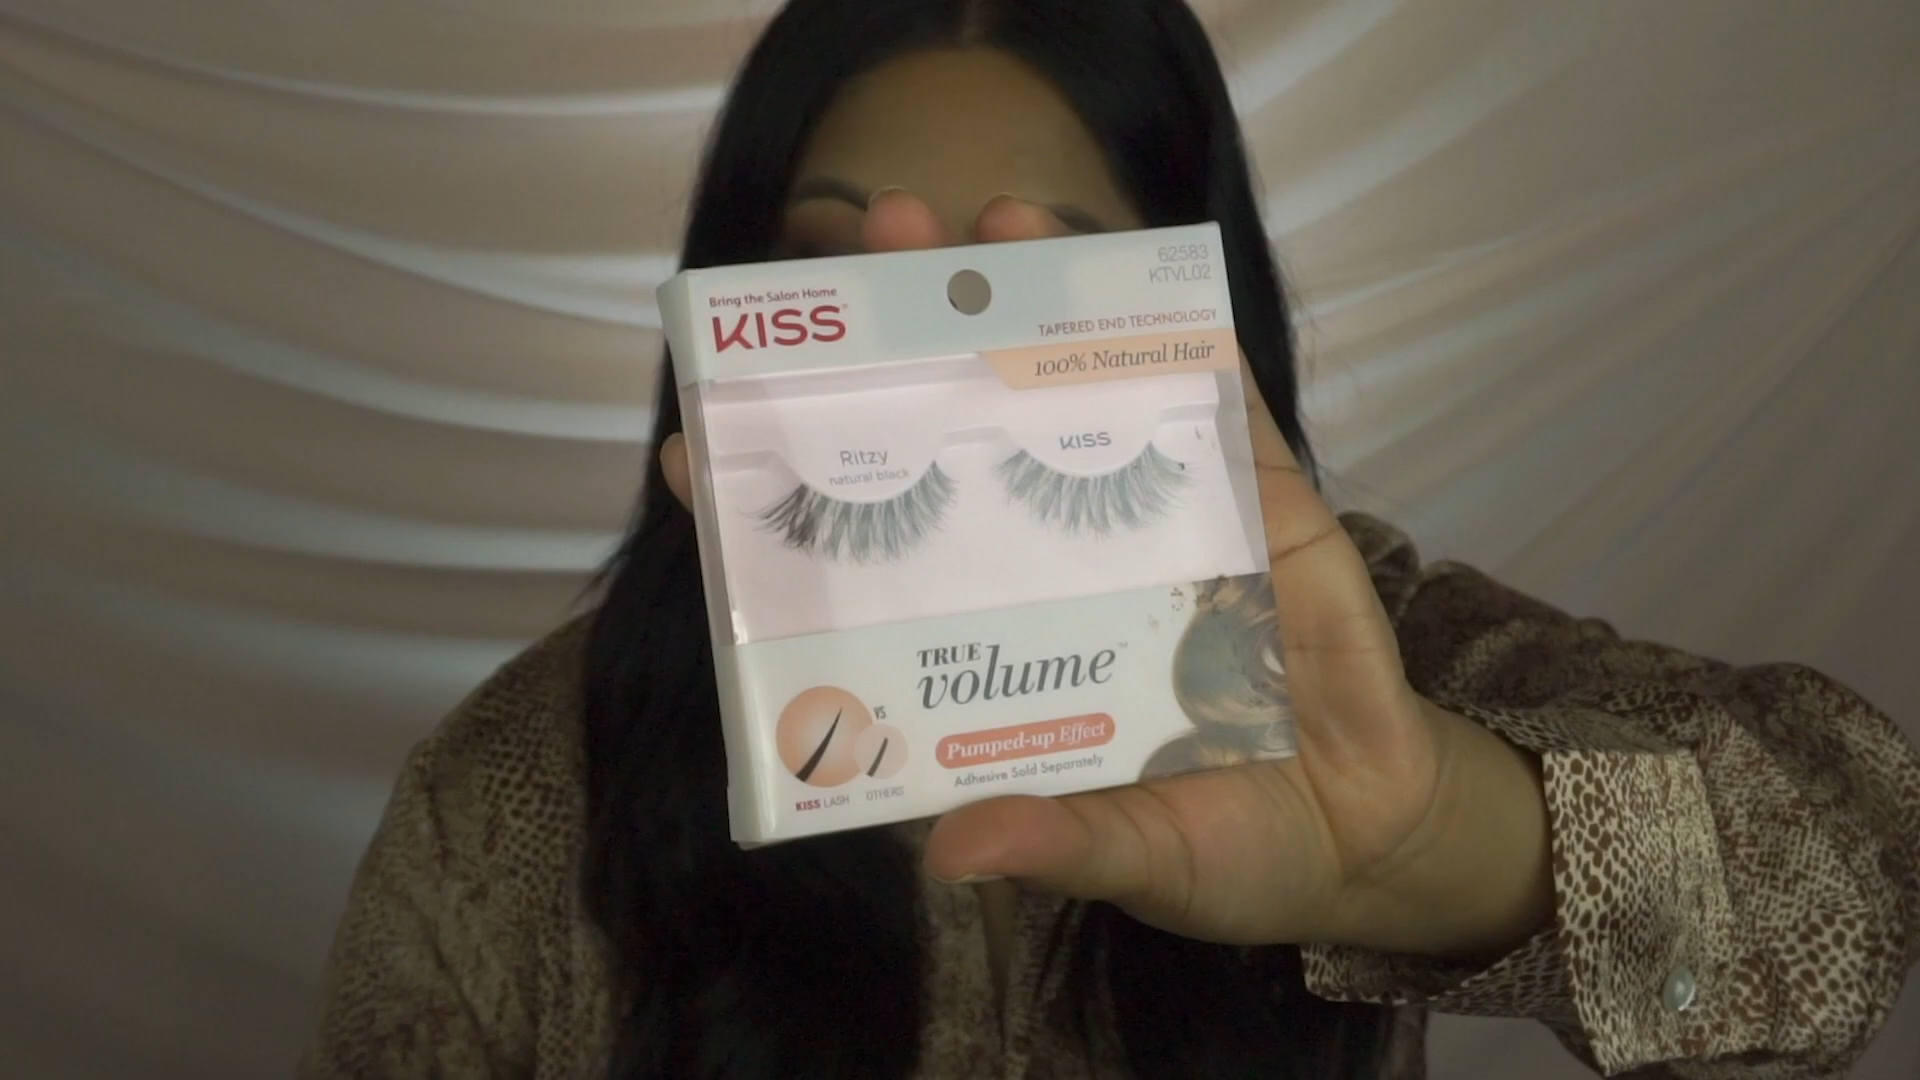 Bring the Salon Home
KISS
62583
KTVL02
TAPERED END TECHNOLOGY
100% Natural Hair
Ritzy
natural black
KISS
TRUE
volume™
Pumped-up Effect
Adhesive Sold Separately
VS
KISS LASH
OTHERS